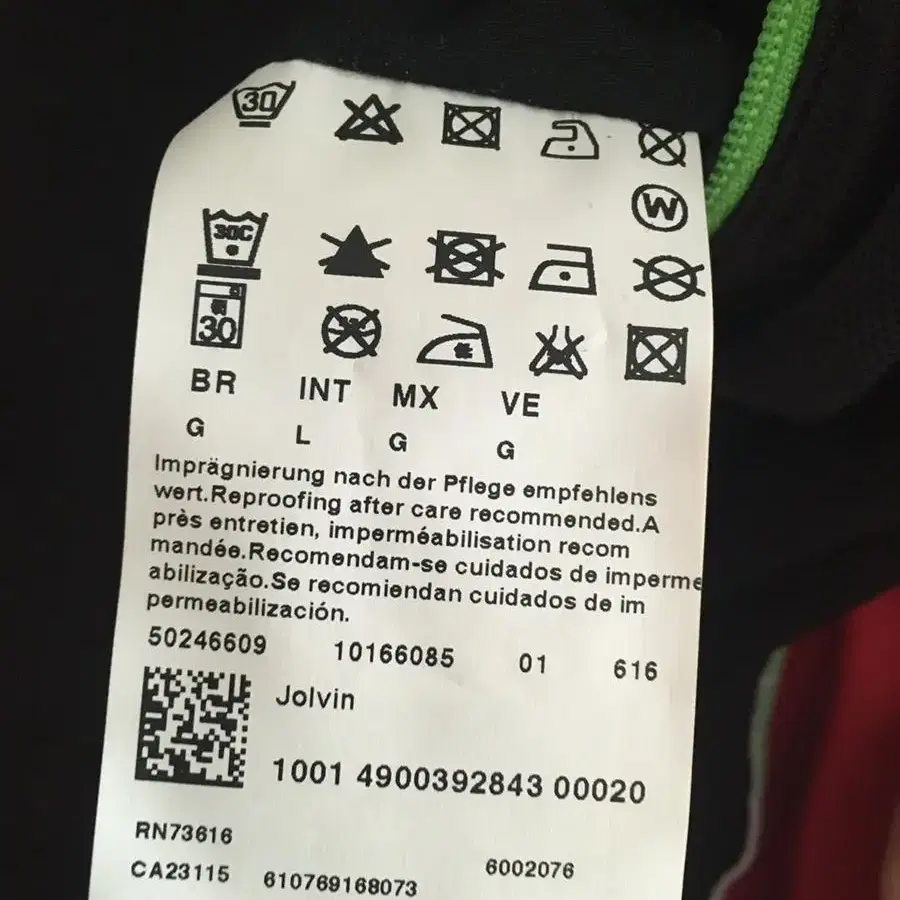 30
W
30C
30
BR INT MX VE
G L G G
Imprägnierung nach der Pflege empfehlens
wert.Reproofing after care recommended.A
près entretien, imperméabilisation recom
mandée.Recomendam-se cuidados de imperme
abilização.Se recomiendan cuidados de im
permeabilización.
50246609 10166085 01 616
Jolvin
1001 4900392843 00020
RN73616
CA23115 610769168073 6002076